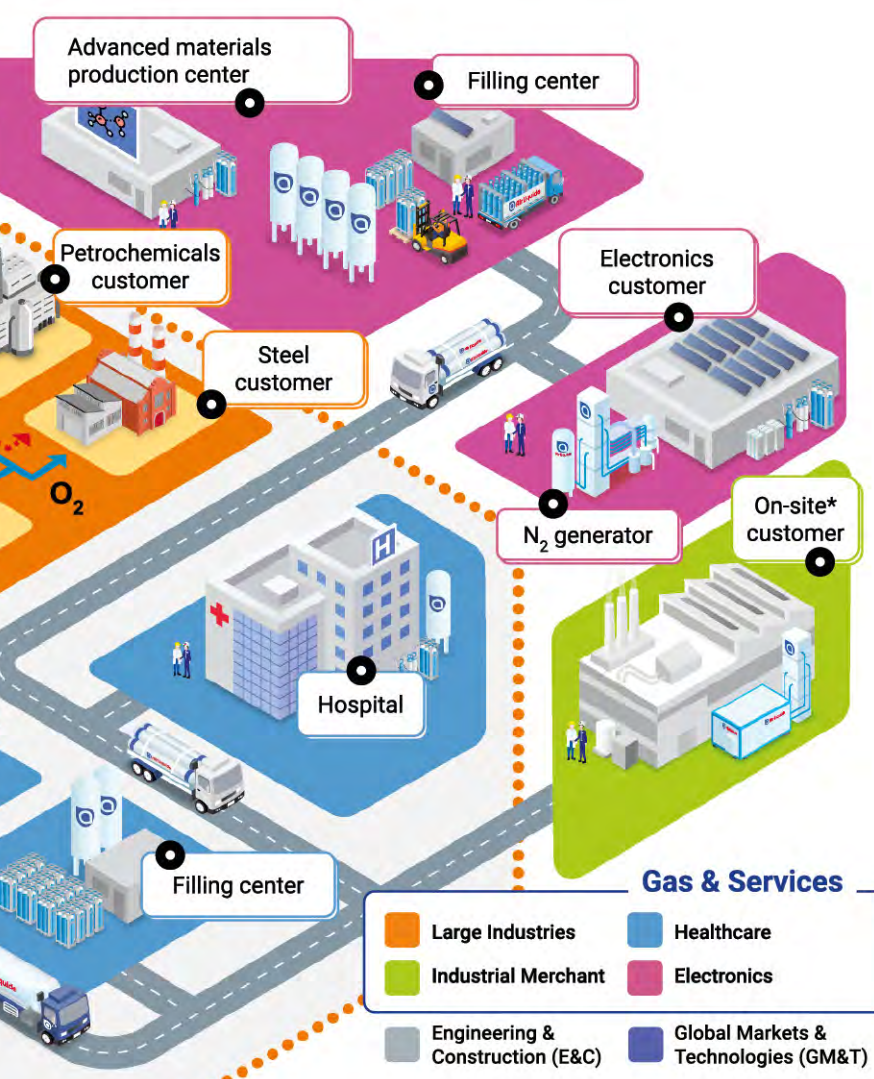 Advanced materials
production center
Filling center
Petrochemicals
customer
Electronics
customer
Steel
customer
O₂
N₂ generator
On-site*
customer
H
Hospital
Filling center
Gas & Services
Large Industries
Healthcare
Industrial Merchant
Electronics
Engineering &
Construction (E&C)
Global Markets &
Technologies (GM&T)